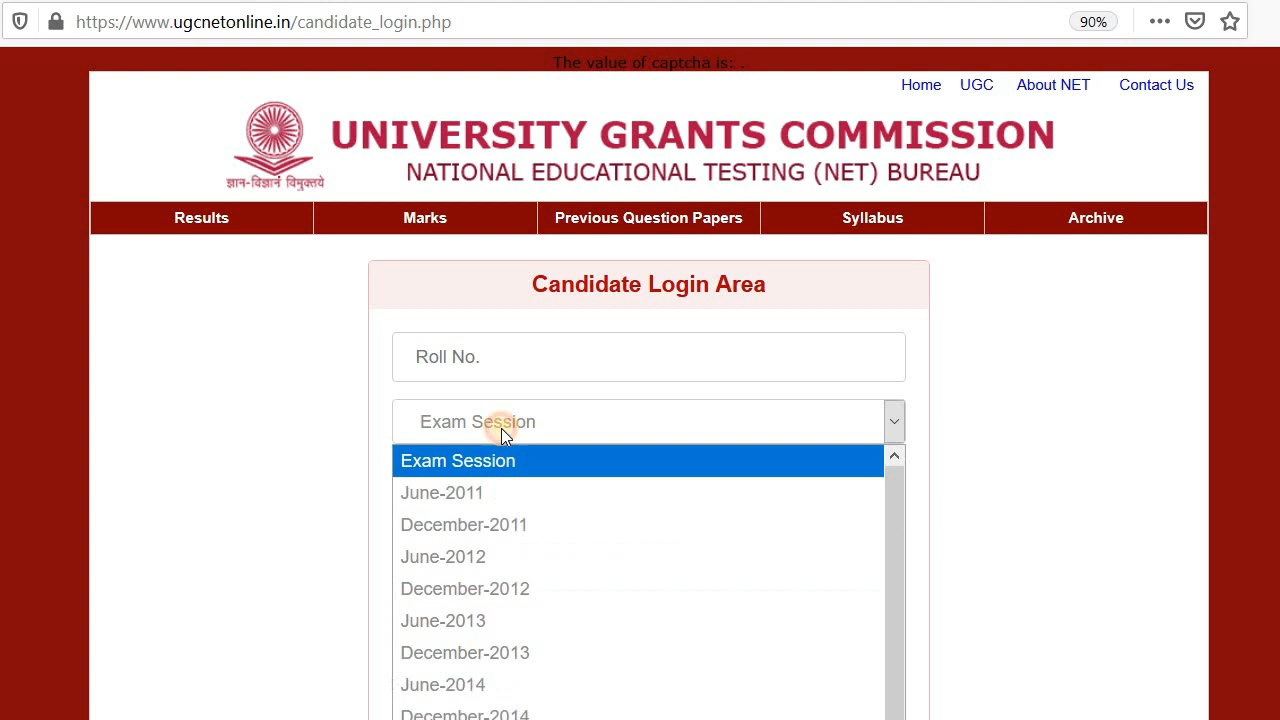 https://www.ugcnetonline.in/candidate_login.php
90%
The value of captcha is: .
Home UGC About NET Contact Us
UNIVERSITY GRANTS COMMISSION
NATIONAL EDUCATIONAL TESTING (NET) BUREAU
ज्ञान-विज्ञानं विमुक्तये
Results Marks Previous Question Papers Syllabus Archive
Candidate Login Area
Roll No.
Exam Session
Exam Session
June-2011
December-2011
June-2012
December-2012
June-2013
December-2013
June-2014
December-2014